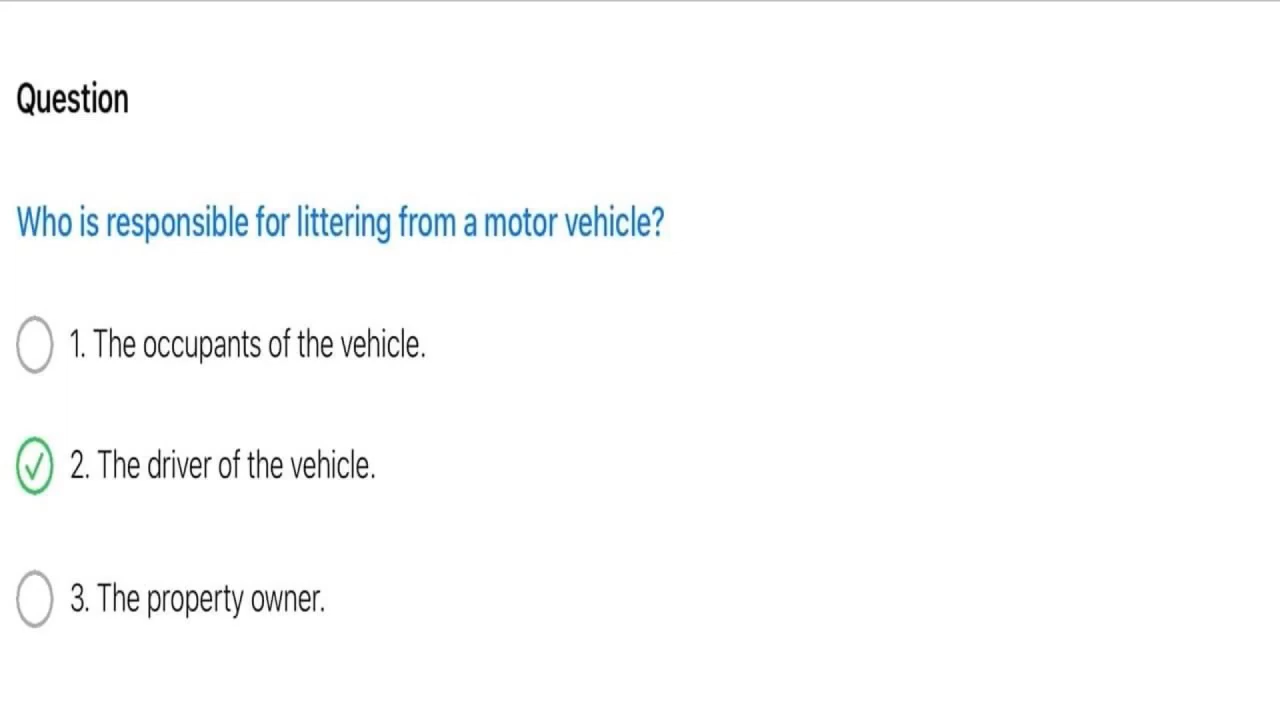 Question
Who is responsible for littering from a motor vehicle?
1. The occupants of the vehicle.
2. The driver of the vehicle.
3. The property owner.